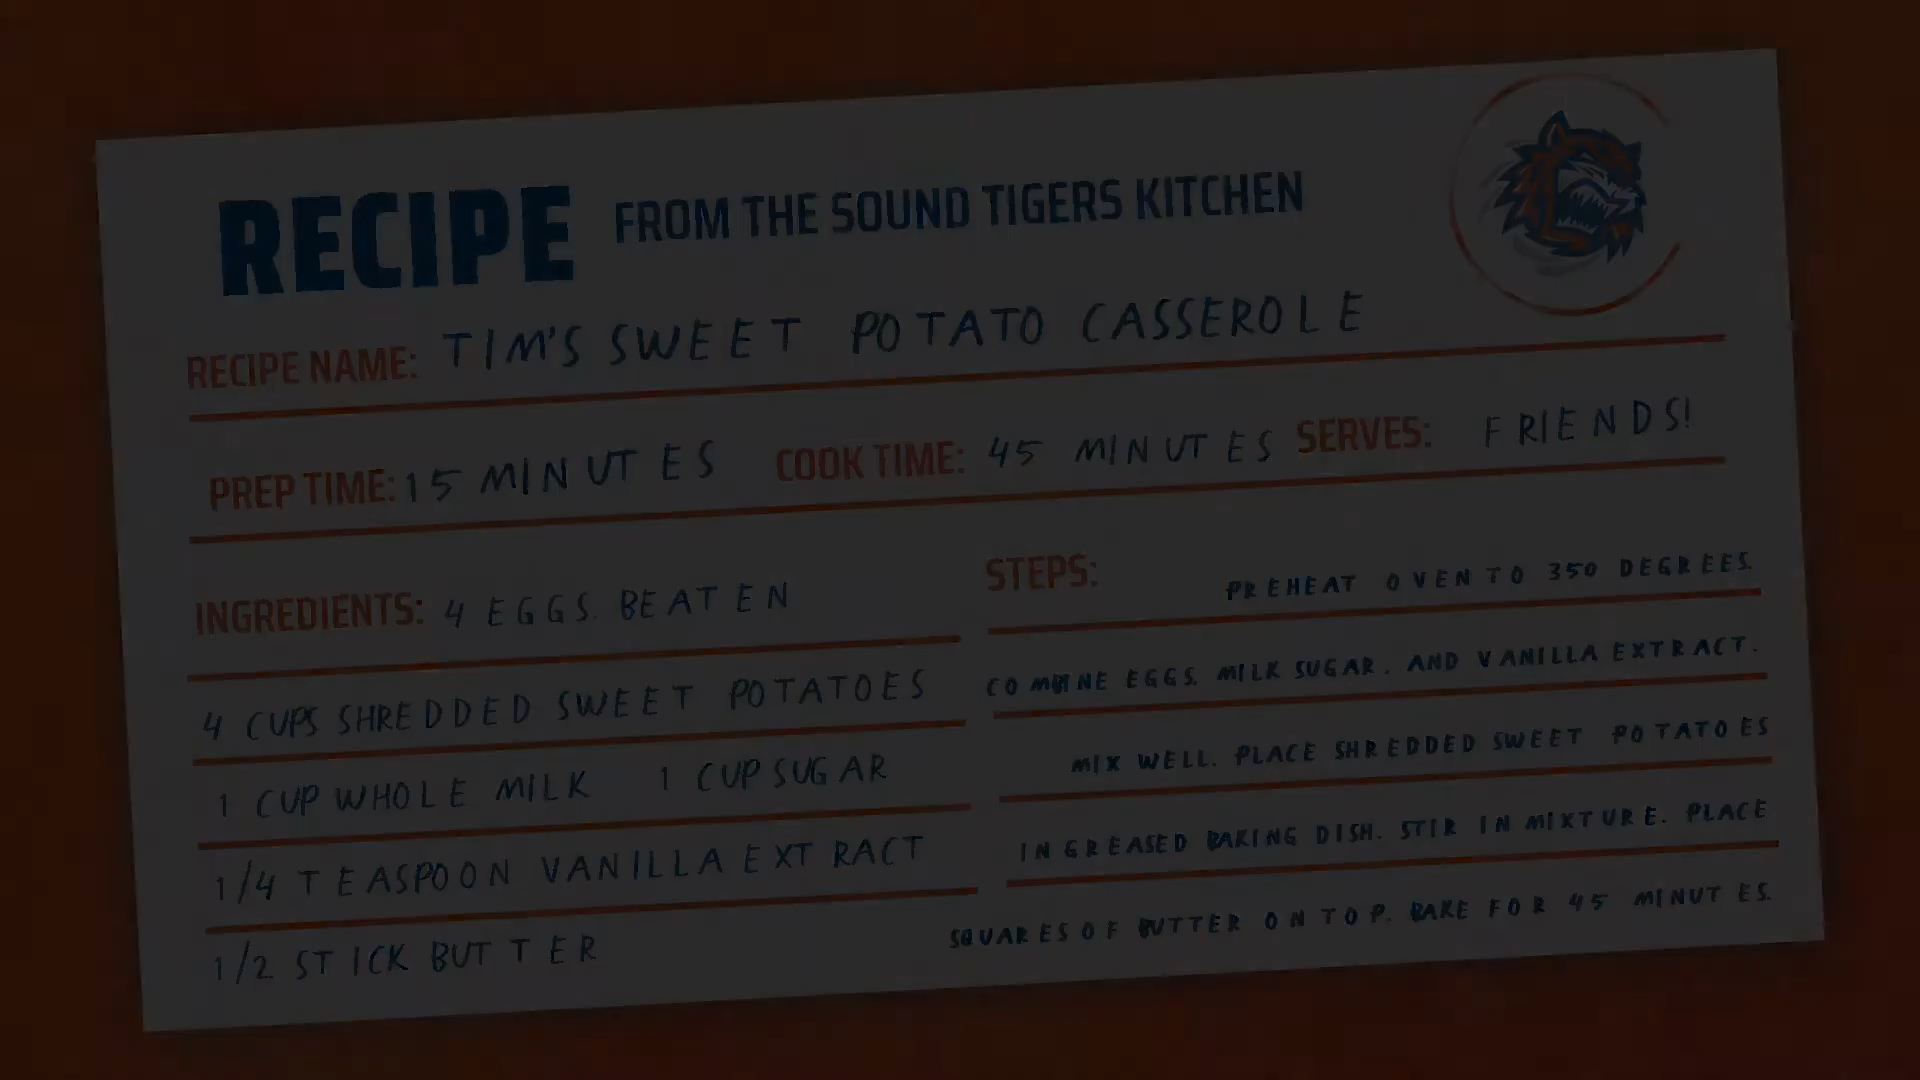 RECIPE FROM THE SOUND TIGERS KITCHEN
RECIPE NAME: TIM'S SWEET POTATO CASSEROLE
PREP TIME: 15 MINUTES COOK TIME: 45 MINUTES SERVES: FRIENDS!
INGREDIENTS: 4 EGGS. BEATEN
4 CUPS SHREDDED SWEET POTATOES
1 CUP WHOLE MILK 1 CUP SUGAR
1/4 TEASPOON VANILLA EXTRACT
1/2 STICK BUTTER
STEPS: PREHEAT OVEN TO 350 DEGREES.
COMBINE EGGS. MILK SUGAR. AND VANILLA EXTRACT.
MIX WELL. PLACE SHREDDED SWEET POTATOES
IN GREASED BAKING DISH. STIR IN MIXTURE. PLACE
SQUARES OF BUTTER ON TOP. BAKE FOR 45 MINUTES.